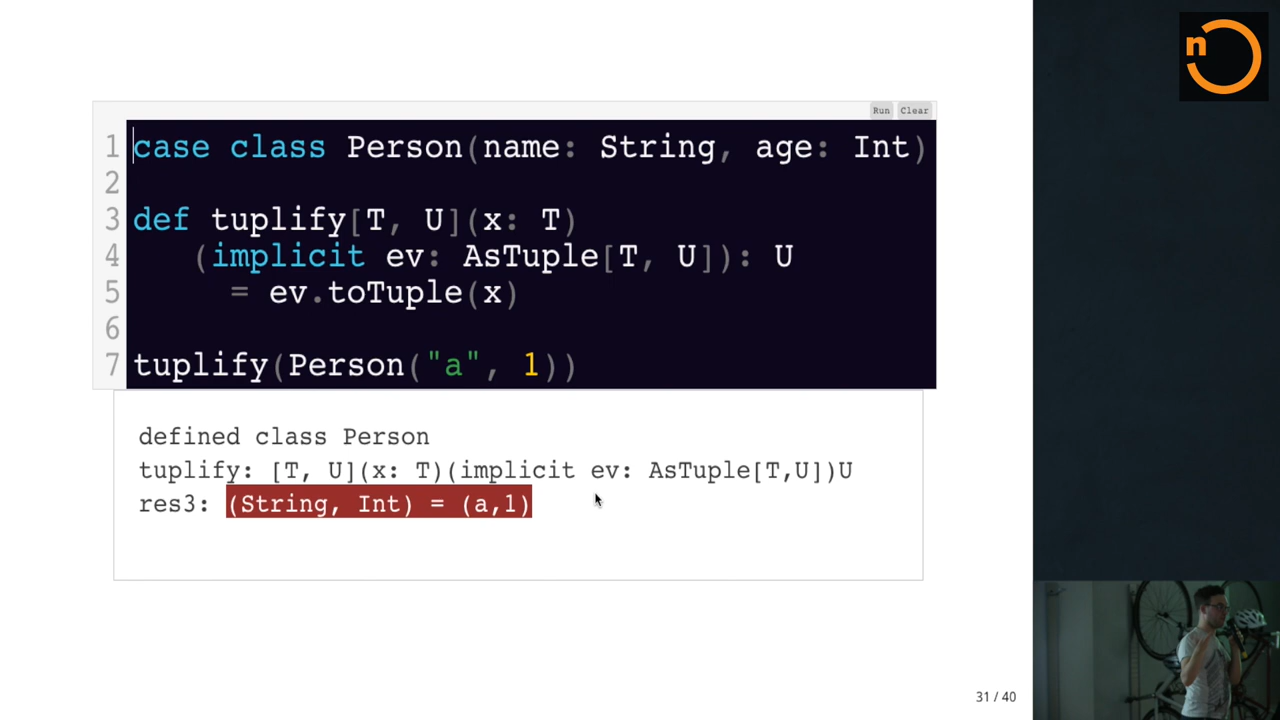 n
Run Clear
1 case class Person(name: String, age: Int)
2
3 def tuplify[T, U](x: T)
4 (implicit ev: AsTuple[T, U]): U
5 = ev.toTuple(x)
6
7 tuplify(Person("a", 1))
defined class Person
tuplify: [T, U](x: T)(implicit ev: AsTuple[T,U])U
res3: (String, Int) = (a,1)
31 / 40